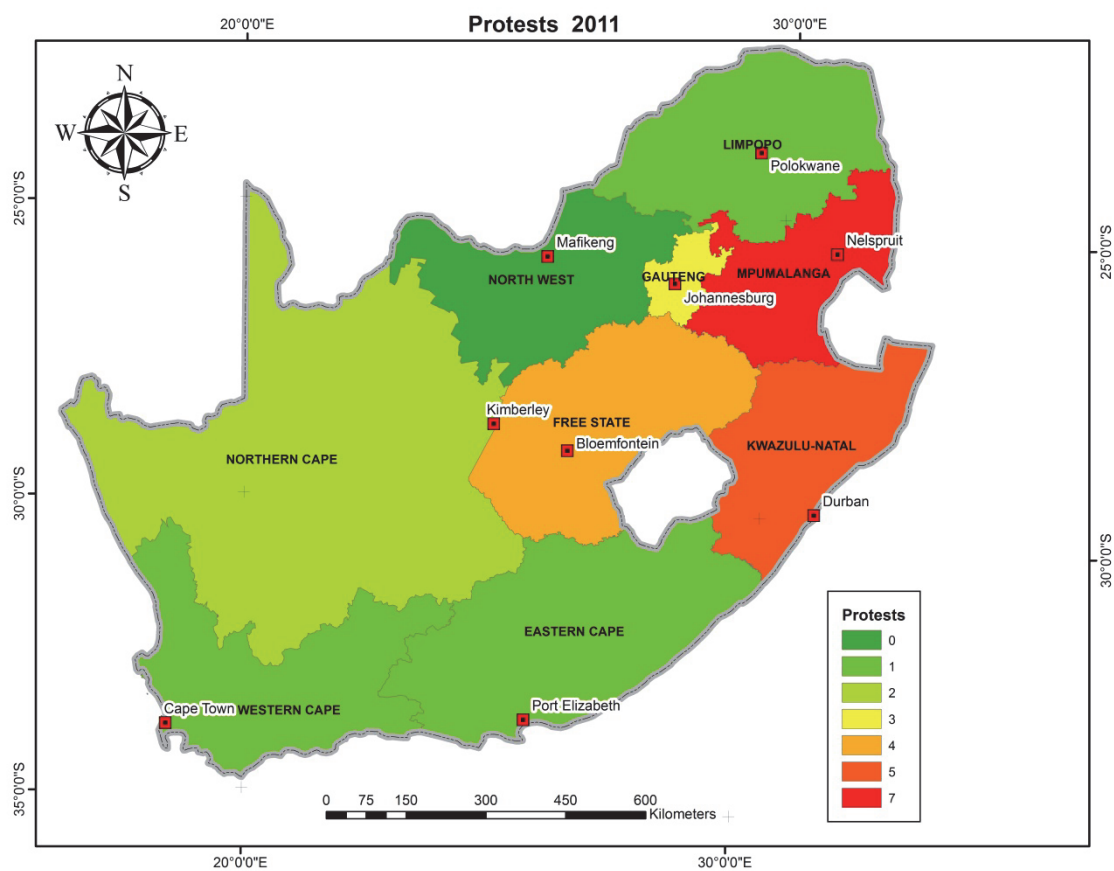 Protests 2011
20°0'0"E
30°0'0"E
N
W
E
S
25°0'0"S
25°0'0"S
LIMPOPO
Polokwane
Mafikeng
Nelspruit
NORTH WEST
GAUTENG
MPUMALANGA
Johannesburg
Kimberley
FREE STATE
Bloemfontein
KWAZULU-NATAL
NORTHERN CAPE
Durban
30°0'0"S
30°0'0"S
EASTERN CAPE
Cape Town
WESTERN CAPE
Port Elizabeth
Protests
0
1
2
3
4
5
7
35°0'0"S
0 75 150 300 450 600
Kilometers
20°0'0"E
30°0'0"E